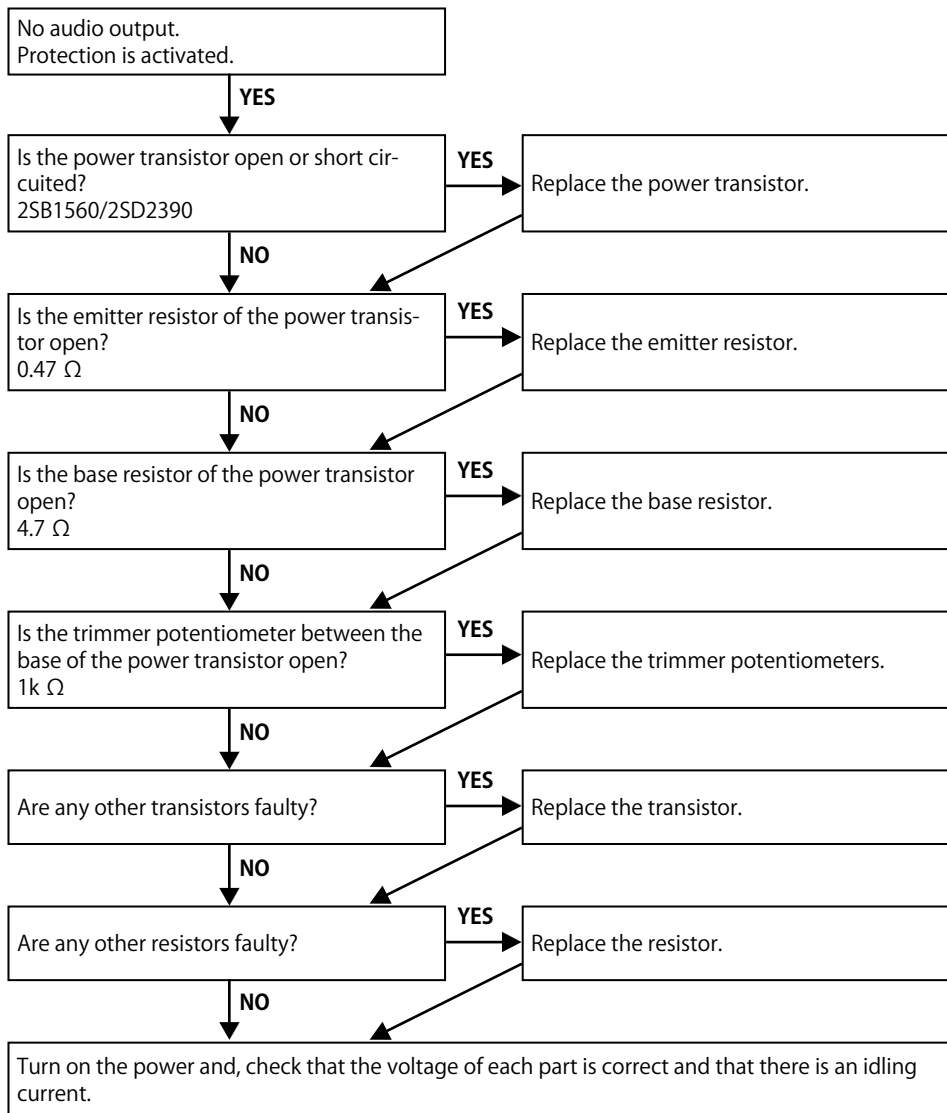 No audio output.
Protection is activated.
YES
Is the power transistor open or short cir-
cuited?
2SB1560/2SD2390
YES
Replace the power transistor.
NO
Is the emitter resistor of the power transis-
tor open?
0.47 Ω
YES
Replace the emitter resistor.
NO
Is the base resistor of the power transistor
open?
4.7 Ω
YES
Replace the base resistor.
NO
Is the trimmer potentiometer between the
base of the power transistor open?
1k Ω
YES
Replace the trimmer potentiometers.
NO
Are any other transistors faulty?
YES
Replace the transistor.
NO
Are any other resistors faulty?
YES
Replace the resistor.
NO
Turn on the power and, check that the voltage of each part is correct and that there is an idling
current.